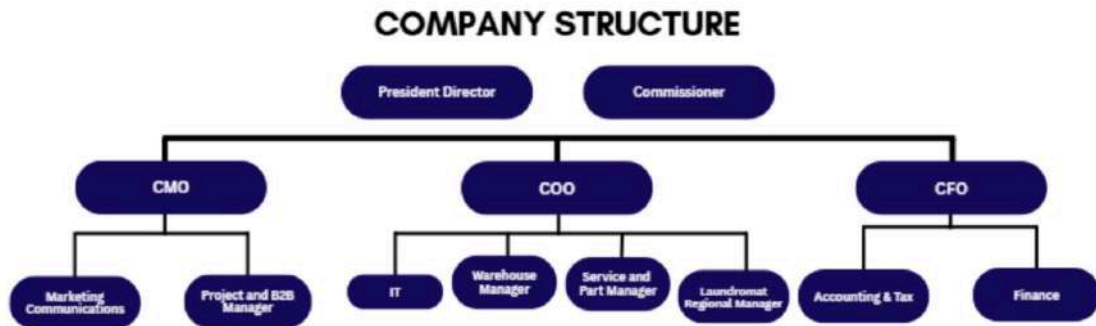 COMPANY STRUCTURE
President Director
Commissioner
CMO
COO
CFO
Marketing
Communications
Project and B2B
Manager
IT
Warehouse
Manager
Service and
Part Manager
Laundromat
Regional Manager
Accounting & Tax
Finance